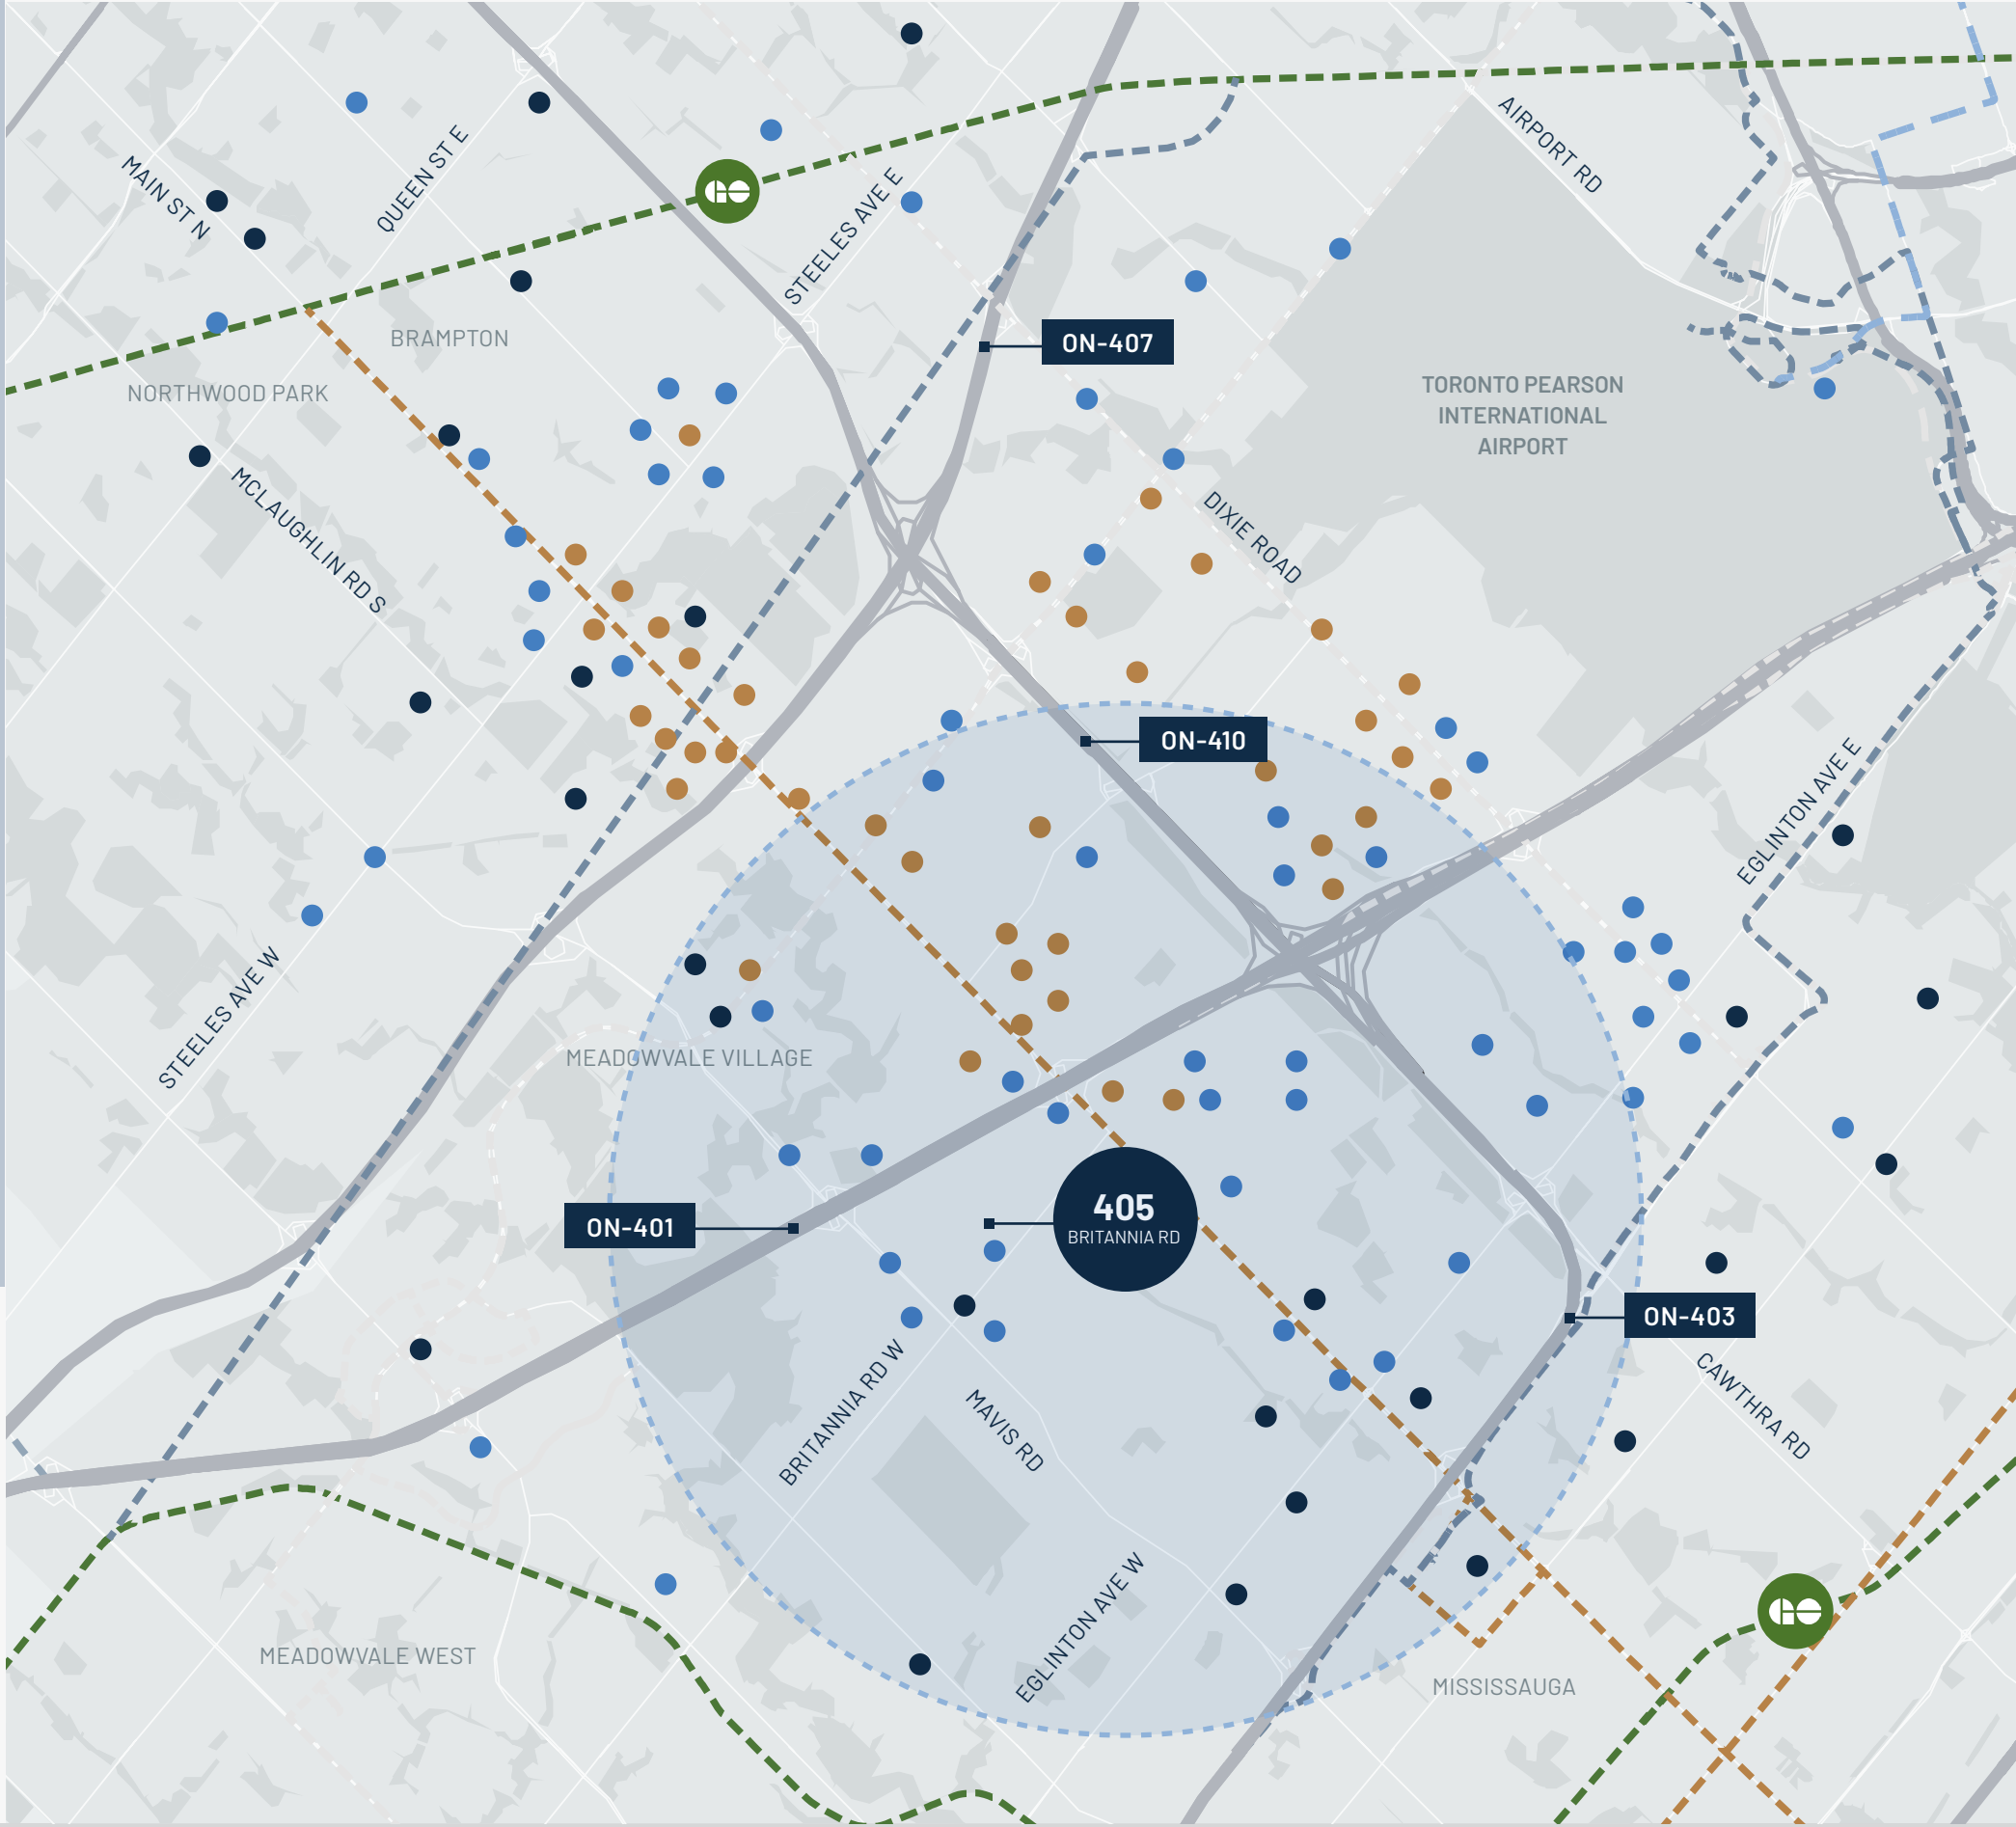 AIRPORT RD
QUEEN ST E
MAIN ST N
STEELES AVE E
BRAMPTON
ON-407
NORTHWOOD PARK
TORONTO PEARSON
INTERNATIONAL
AIRPORT
MCLAUGHLIN RD S
DIXIE ROAD
ON-410
EGLINTON AVE E
STEELES AVE W
MEADOWVALE VILLAGE
405
BRITANNIA RD
ON-401
ON-403
BRITANNIA RD W
MAVIS RD
CAWTHRA RD
EGLINTON AVE W
MEADOWVALE WEST
MISSISSAUGA